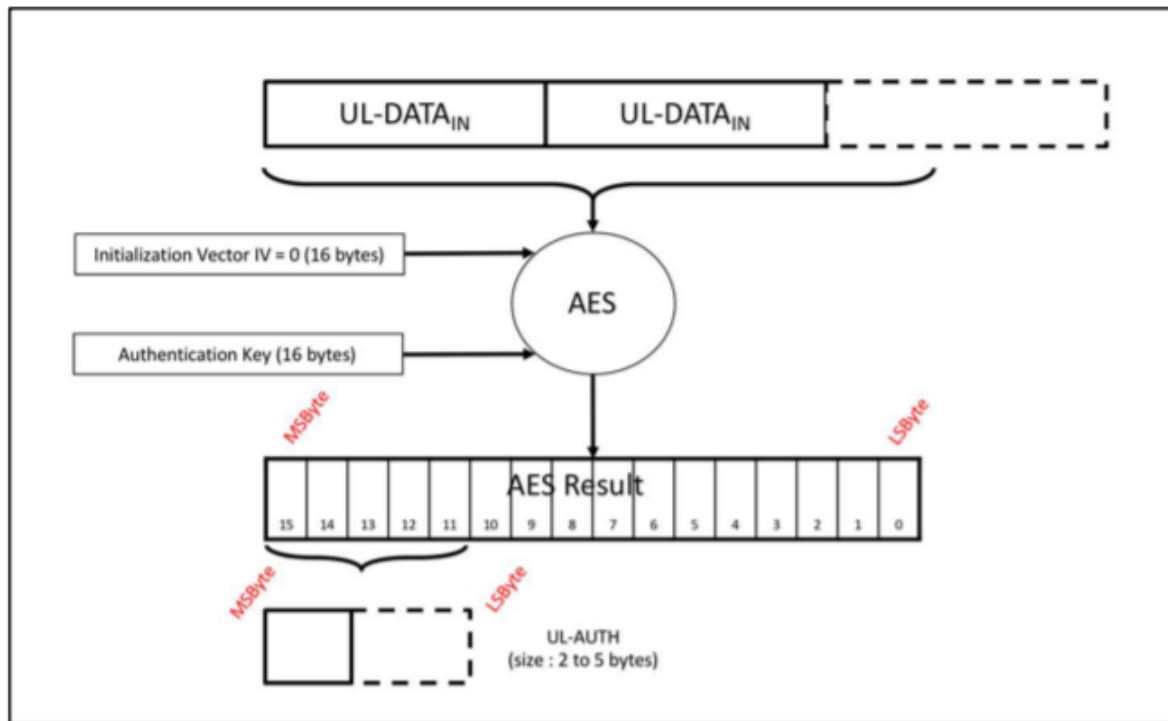 UL-DATAIN UL-DATAIN
Initialization Vector IV = 0 (16 bytes)
AES
Authentication Key (16 bytes)
MSByte LSByte
AES Result
15 14 13 12 11 10 9 8 7 6 5 4 3 2 1 0
MSByte LSByte
UL-AUTH
(size : 2 to 5 bytes)